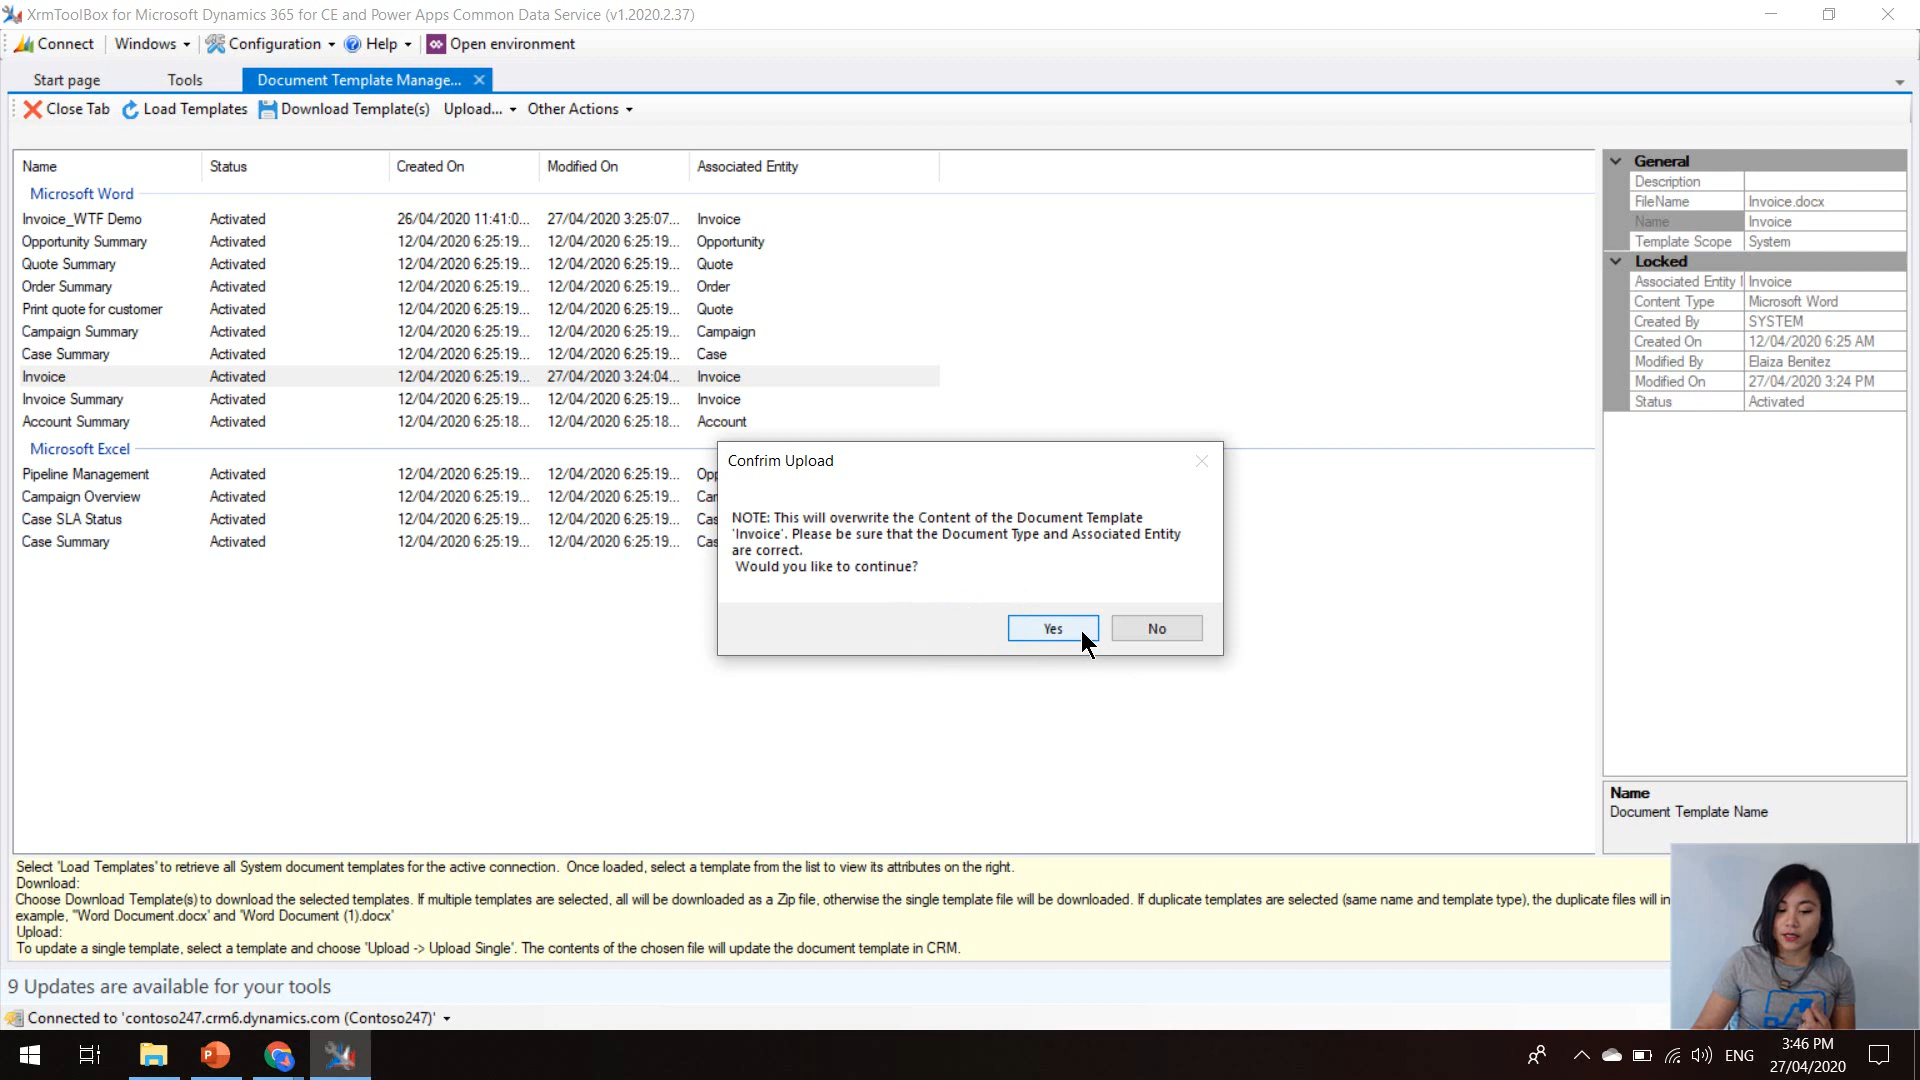 XrmToolBox for Microsoft Dynamics 365 for CE and Power Apps Common Data Service (v1.2020.2.37)
Connect Windows Configuration Help Open environment
Start page Tools Document Template Manage...
Close Tab Load Templates Download Template(s) Upload... Other Actions
Name Status Created On Modified On Associated Entity
Microsoft Word
Invoice_WTF Demo Activated 26/04/2020 11:41:0... 27/04/2020 3:25:07... Invoice
Opportunity Summary Activated 12/04/2020 6:25:19... 12/04/2020 6:25:19... Opportunity
Quote Summary Activated 12/04/2020 6:25:19... 12/04/2020 6:25:19... Quote
Order Summary Activated 12/04/2020 6:25:19... 12/04/2020 6:25:19... Order
Print quote for customer Activated 12/04/2020 6:25:19... 12/04/2020 6:25:19... Quote
Campaign Summary Activated 12/04/2020 6:25:19... 12/04/2020 6:25:19... Campaign
Case Summary Activated 12/04/2020 6:25:19... 12/04/2020 6:25:19... Case
Invoice Activated 12/04/2020 6:25:19... 27/04/2020 3:24:04... Invoice
Invoice Summary Activated 12/04/2020 6:25:19... 12/04/2020 6:25:19... Invoice
Account Summary Activated 12/04/2020 6:25:18... 12/04/2020 6:25:18... Account
Microsoft Excel
Pipeline Management Activated 12/04/2020 6:25:19... 12/04/2020 6:25:19... Opp
Campaign Overview Activated 12/04/2020 6:25:19... 12/04/2020 6:25:19... Car
Case SLA Status Activated 12/04/2020 6:25:19... 12/04/2020 6:25:19... Cas
Case Summary Activated 12/04/2020 6:25:19... 12/04/2020 6:25:19... Cas
General
Description
FileName Invoice.docx
Name Invoice
Template Scope System
Locked
Associated Entity I Invoice
Content Type Microsoft Word
Created By SYSTEM
Created On 12/04/2020 6:25 AM
Modified By Elaiza Benitez
Modified On 27/04/2020 3:24 PM
Status Activated
Confrim Upload
NOTE: This will overwrite the Content of the Document Template
'Invoice'. Please be sure that the Document Type and Associated Entity
are correct.
Would you like to continue?
Yes No
Name
Document Template Name
Select 'Load Templates' to retrieve all System document templates for the active connection. Once loaded, select a template from the list to view its attributes on the right.
Download:
Choose Download Template(s) to download the selected templates. If multiple templates are selected, all will be downloaded as a Zip file, otherwise the single template file will be downloaded. If duplicate templates are selected (same name and template type), the duplicate files will in
example, "Word Document.docx' and 'Word Document (1).docx'
Upload:
To update a single template, select a template and choose 'Upload -> Upload Single'. The contents of the chosen file will update the document template in CRM.
9 Updates are available for your tools
Connected to 'contoso247.crm6.dynamics.com (Contoso247)'
ENG
3:46 PM
27/04/2020